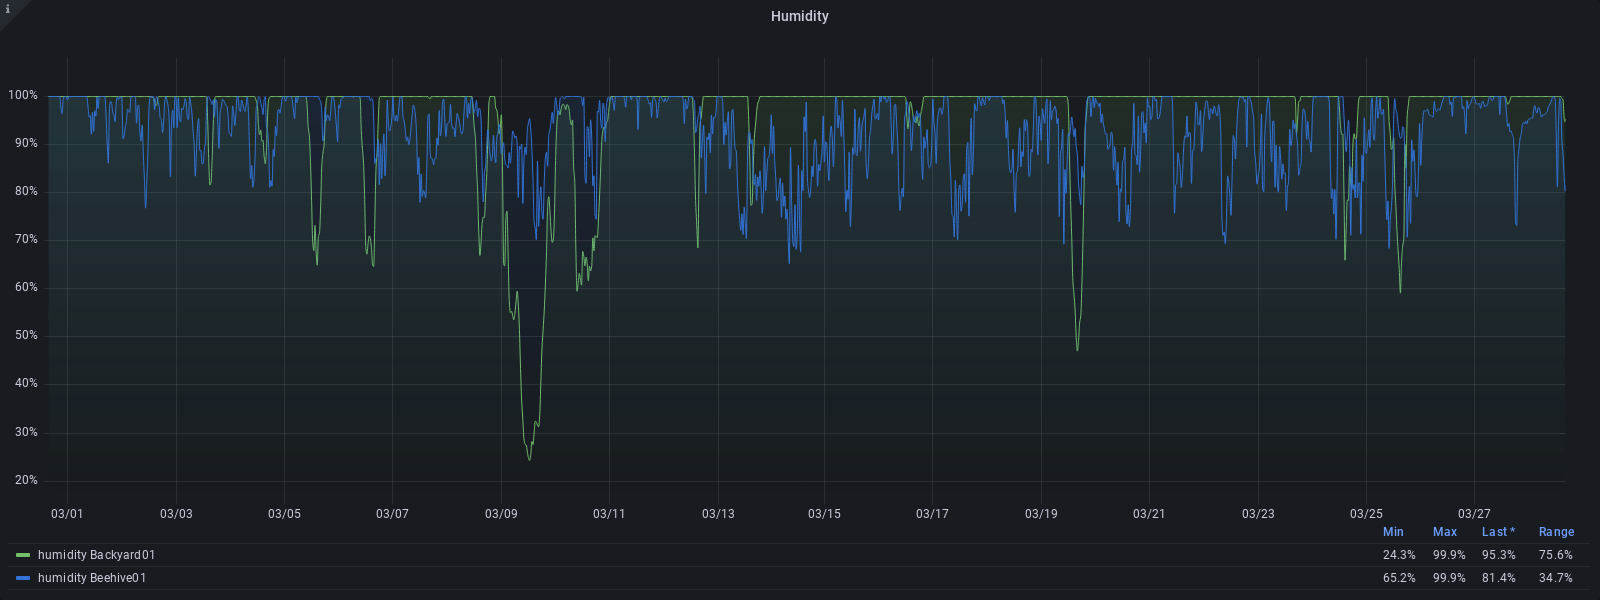 i
Humidity
100%
90%
80%
70%
60%
50%
40%
30%
20%
03/01 03/03 03/05 03/07 03/09 03/11 03/13 03/15 03/17 03/19 03/21 03/23 03/25 03/27
Min Max Last * Range
humidity Backyard01 24.3% 99.9% 95.3% 75.6%
humidity Beehive01 65.2% 99.9% 81.4% 34.7%